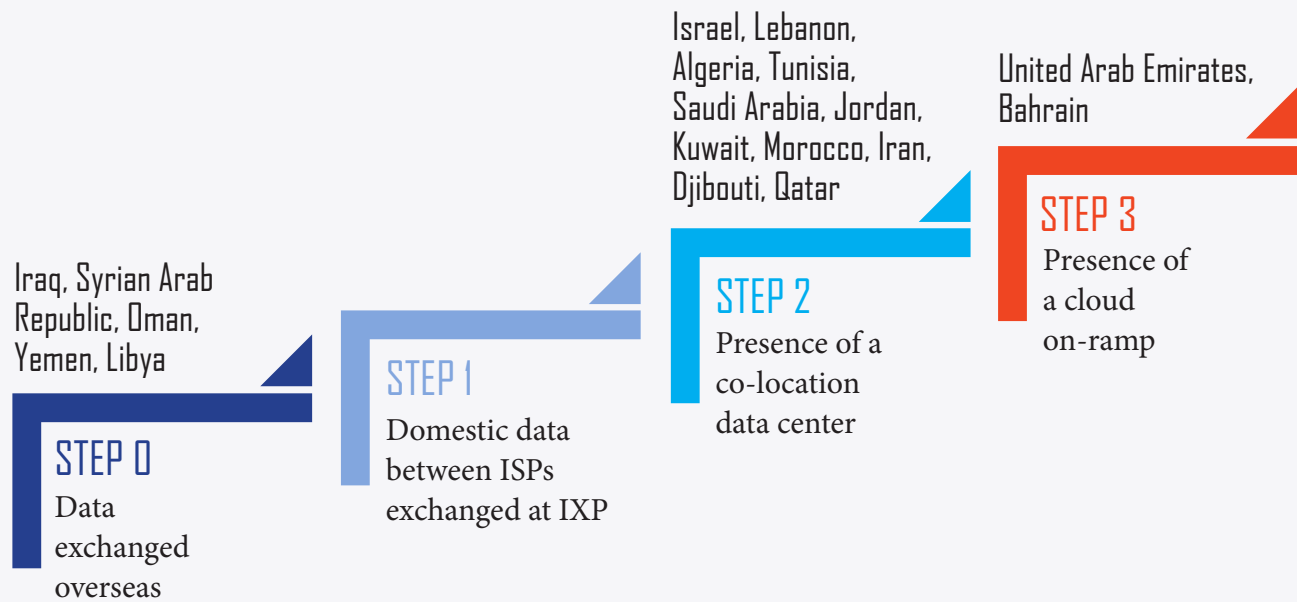 Iraq, Syrian Arab
Republic, Oman,
Yemen, Libya
STEP 0
Data
exchanged
overseas
STEP 1
Domestic data
between ISPs
exchanged at IXP
Israel, Lebanon,
Algeria, Tunisia,
Saudi Arabia, Jordan,
Kuwait, Morocco, Iran,
Djibouti, Qatar
STEP 2
Presence of a
co-location
data center
United Arab Emirates,
Bahrain
STEP 3
Presence of
a cloud
on-ramp